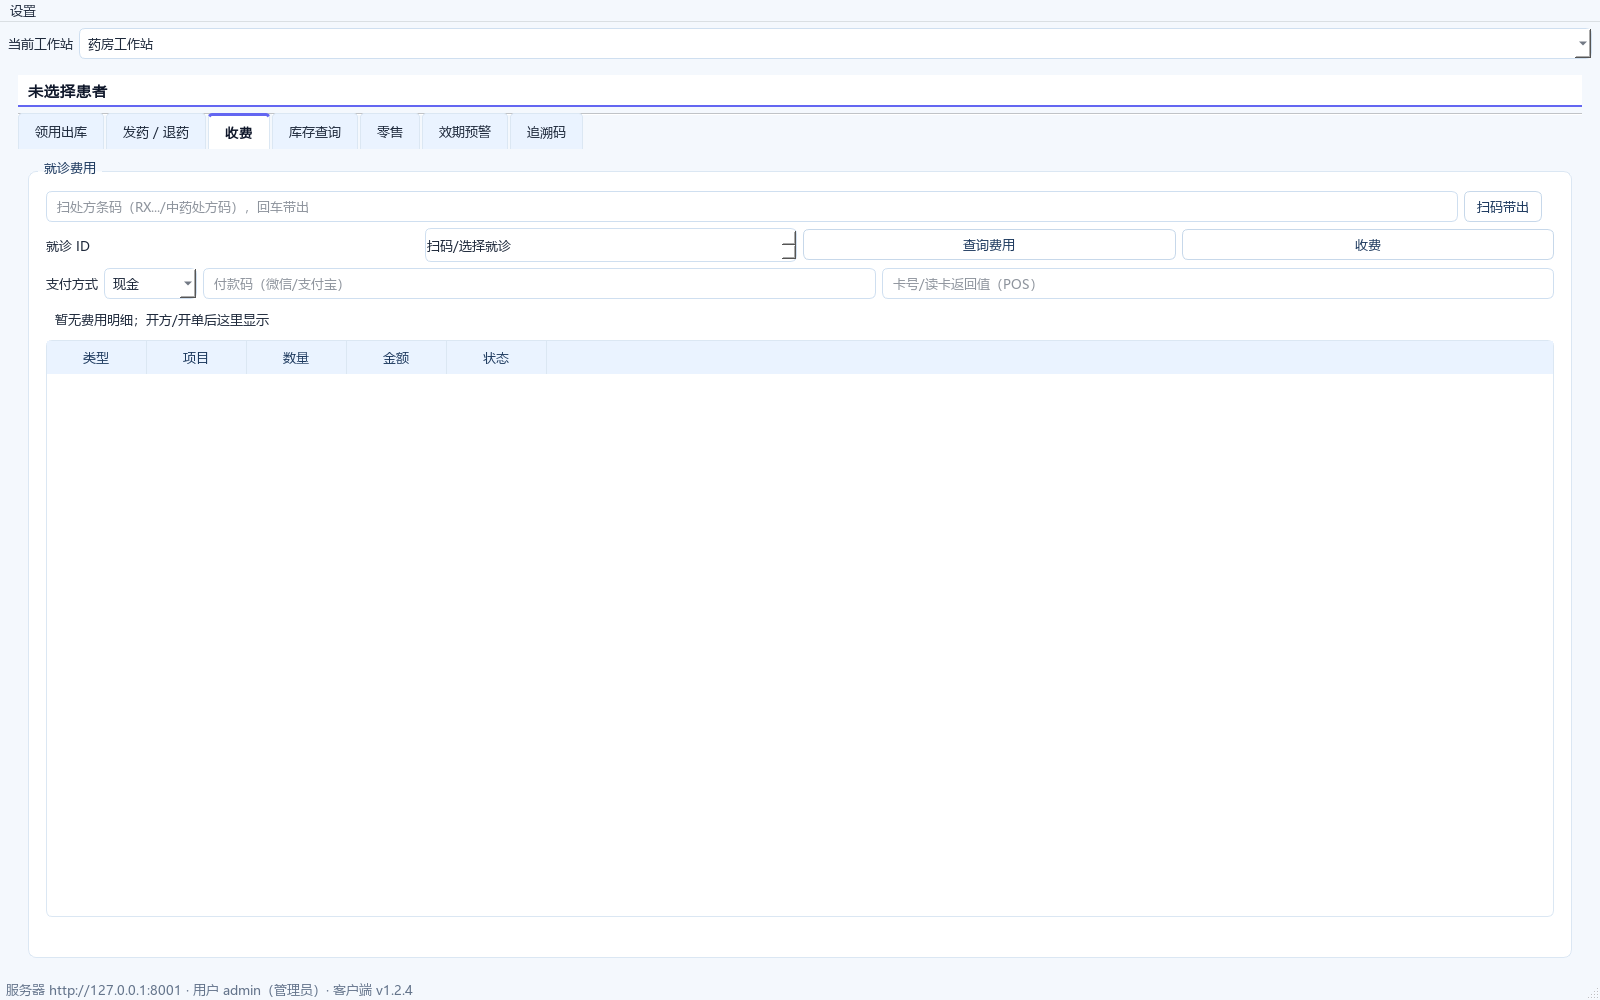 设置
当前工作站 药房工作站
未选择患者
领用出库 发药 / 退药 收费 库存查询 零售 效期预警 追溯码
就诊费用
扫处方条码（RX.../中药处方码），回车带出 扫码带出
就诊 ID 扫码/选择就诊 查询费用 收费
支付方式 现金 付款码（微信/支付宝） 卡号/读卡返回值（POS）
暂无费用明细；开方/开单后这里显示
类型 项目 数量 金额 状态
服务器 http://127.0.0.1:8001 · 用户 admin（管理员）· 客户端 v1.2.4